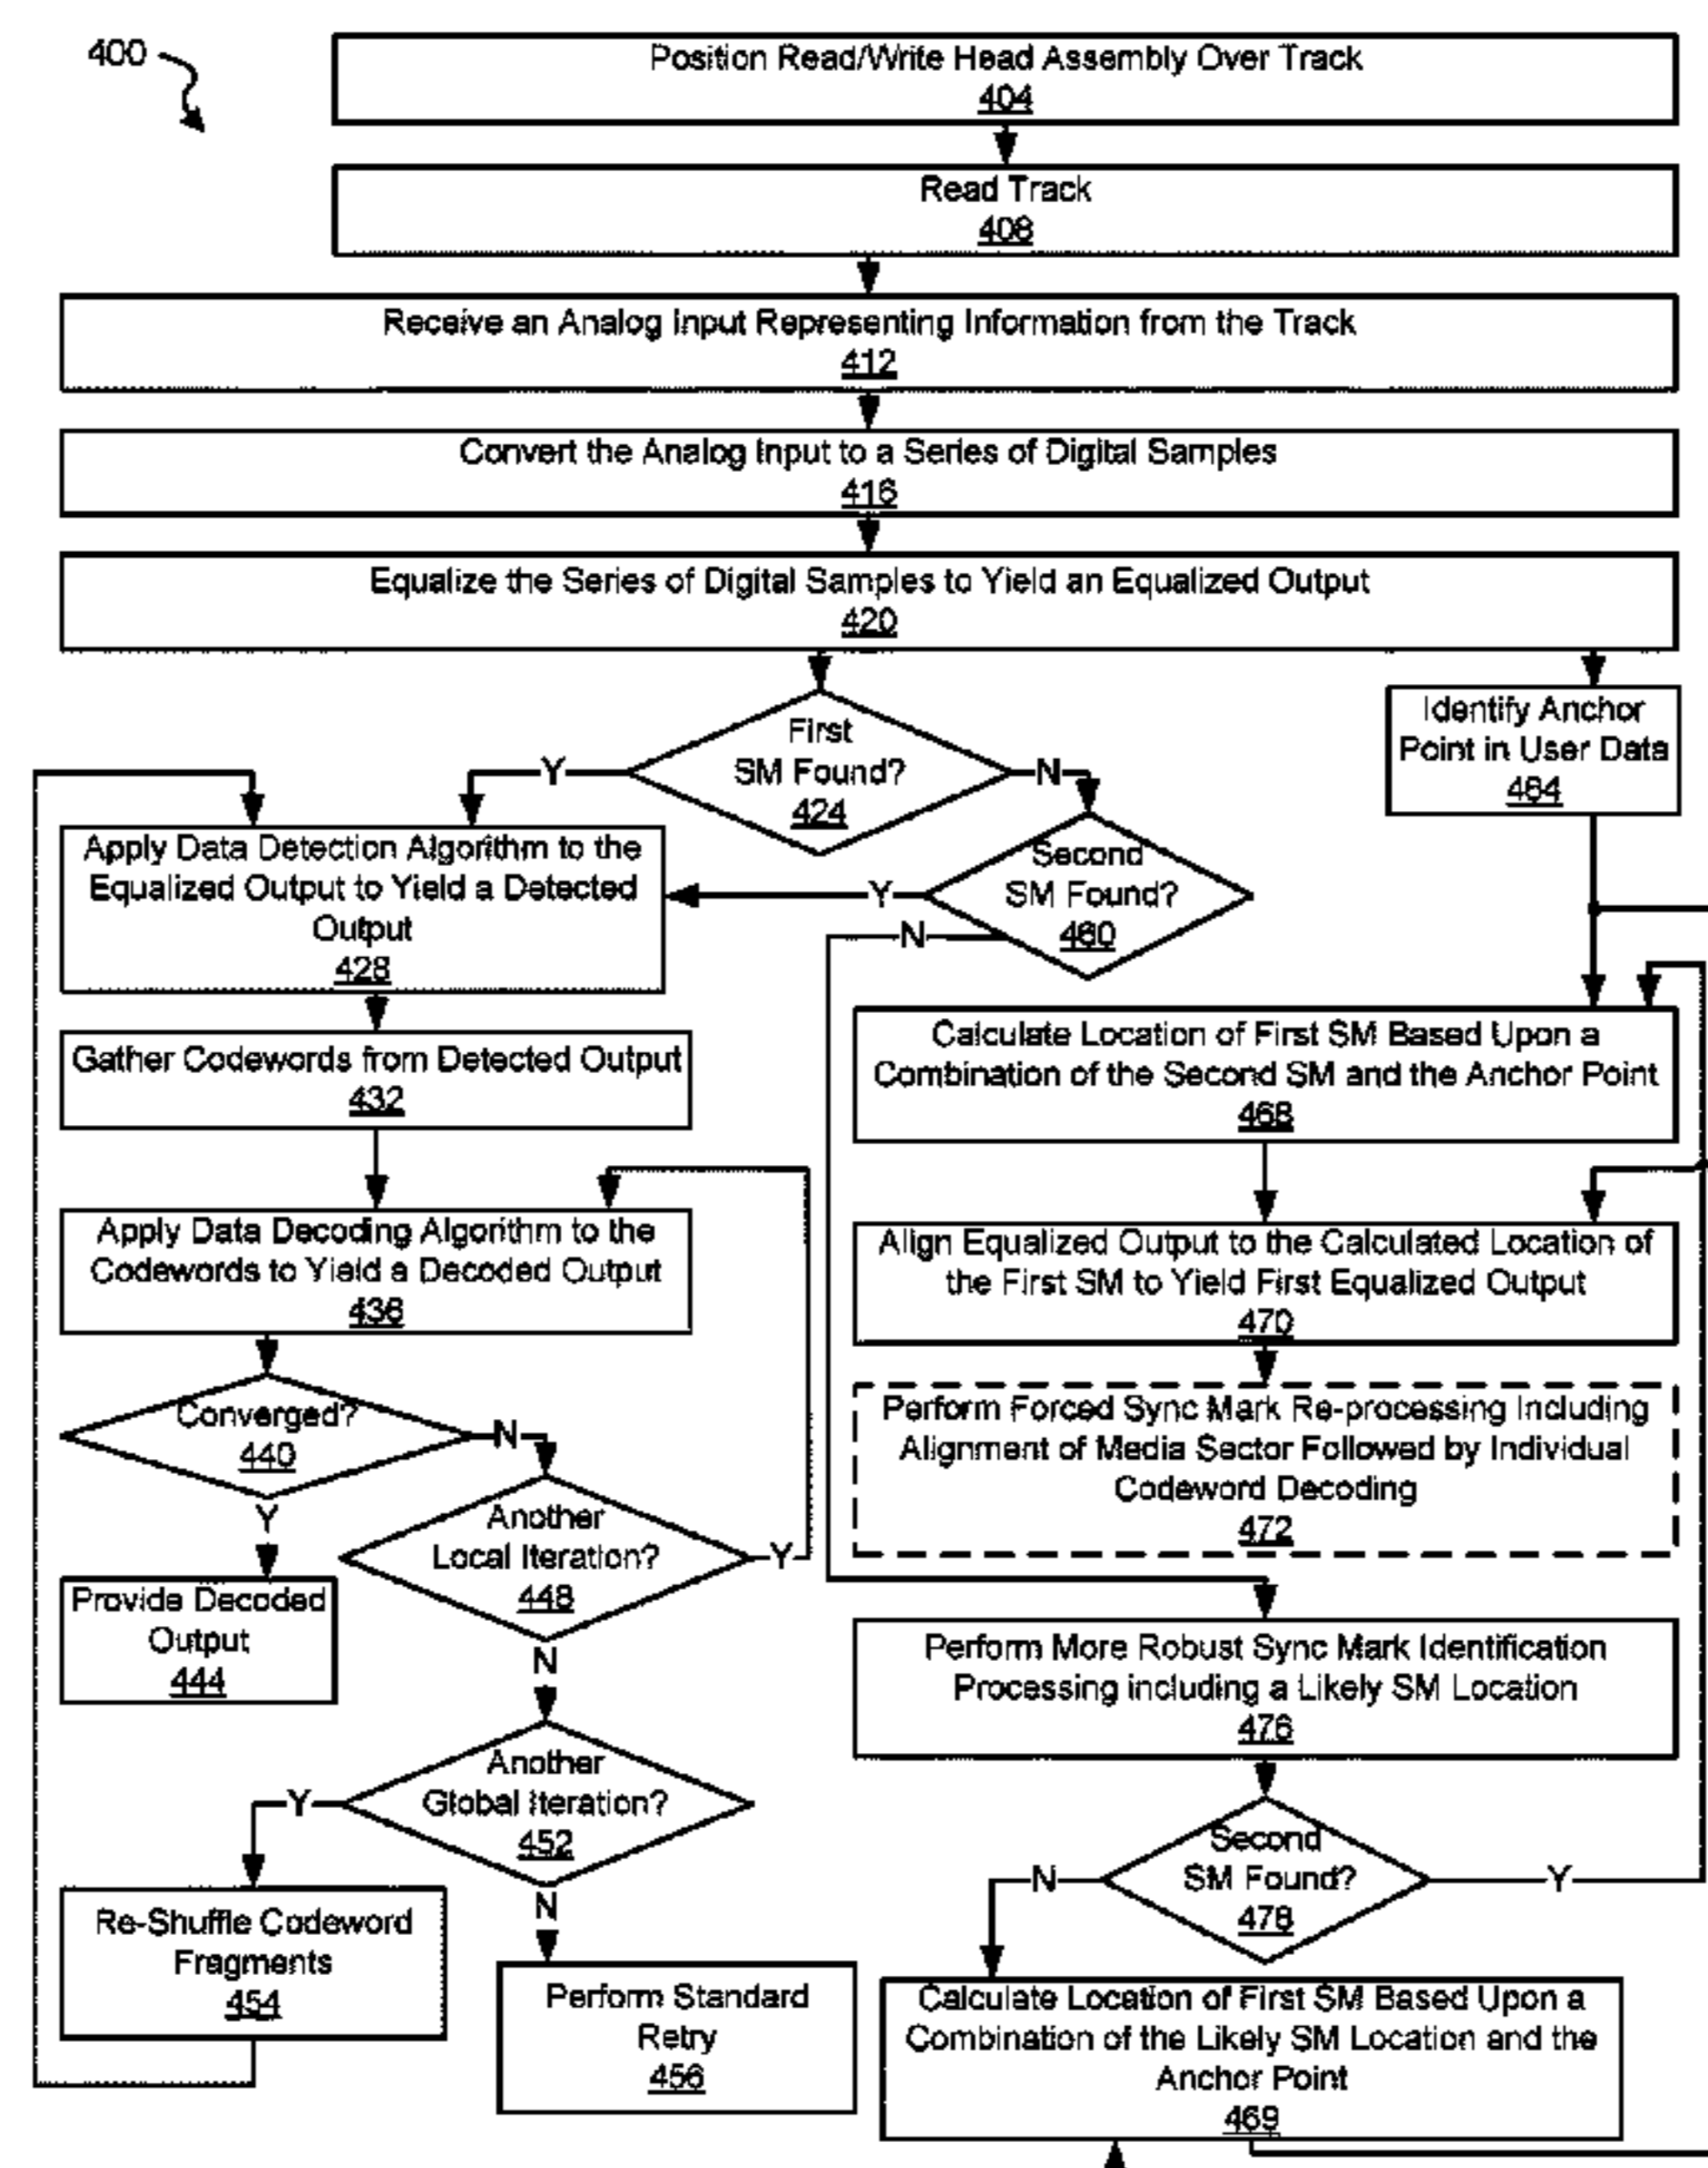 400
Position Read/Write Head Assembly Over Track
404
Read Track
408
Receive an Analog Input Representing Information from the Track
412
Convert the Analog Input to a Series of Digital Samples
416
Equalize the Series of Digital Samples to Yield an Equalized Output
420
First
SM Found?
424
Y
N
Identify Anchor
Point in User Data
464
Second
SM Found?
460
Y
N
Apply Data Detection Algorithm to the
Equalized Output to Yield a Detected
Output
428
Gather Codewords from Detected Output
432
Calculate Location of First SM Based Upon a
Combination of the Second SM and the Anchor Point
468
Apply Data Decoding Algorithm to the
Codewords to Yield a Decoded Output
436
Align Equalized Output to the Calculated Location of
the First SM to Yield First Equalized Output
470
Converged?
440
N
Y
Perform Forced Sync Mark Re-processing Including
Alignment of Media Sector Followed by Individual
Codeword Decoding
472
Another
Local Iteration?
448
Y
N
Provide Decoded
Output
444
Perform More Robust Sync Mark Identification
Processing including a Likely SM Location
476
Another
Global Iteration?
452
Y
N
Second
SM Found?
478
N
Y
Re-Shuffle Codeword
Fragments
454
Perform Standard
Retry
456
Calculate Location of First SM Based Upon a
Combination of the Likely SM Location and the
Anchor Point
469